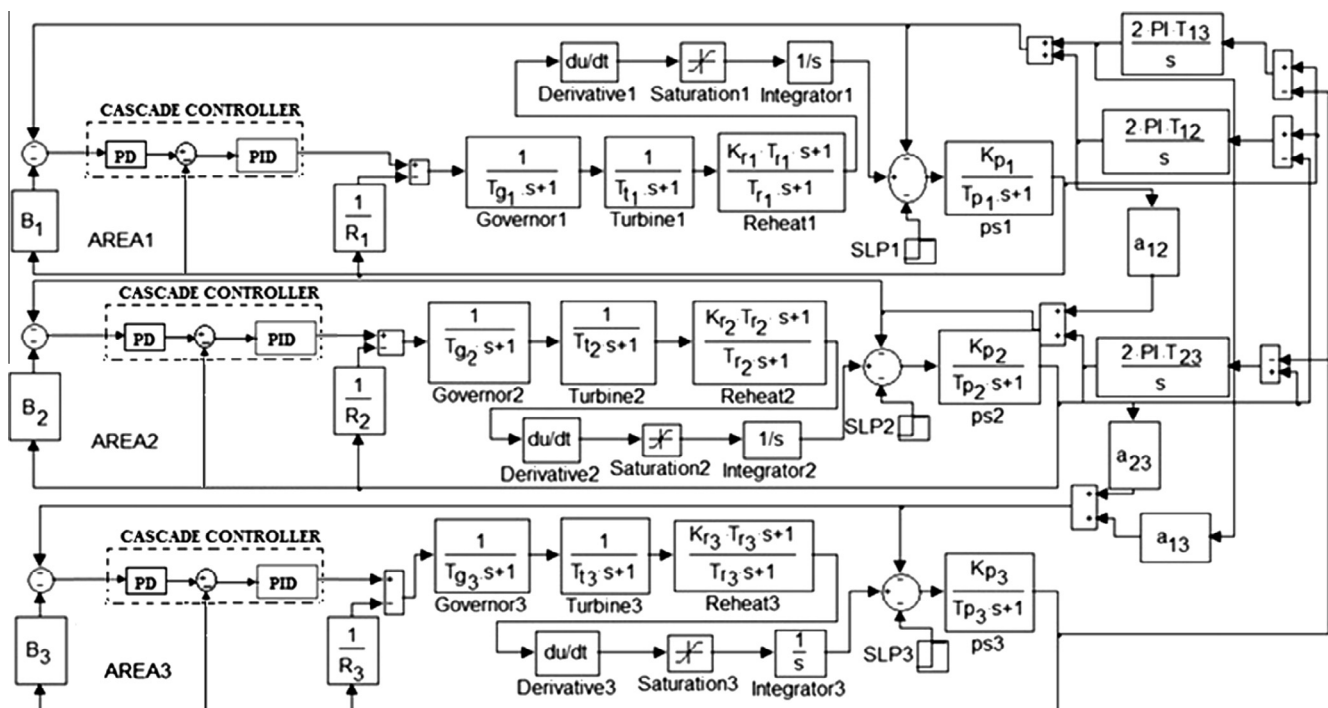 2 PI T13
s
du/dt
Derivative1
Saturation1
1/s
Integrator1
CASCADE CONTROLLER
PD
PID
2 PI T12
s
1
Tg1 s+1
Governor1
1
Tt1 s+1
Turbine1
Kr1 Tr1 s+1
Tr1 s+1
Reheat1
Kp1
Tp1 s+1
ps1
B1
AREA1
1
R1
SLP1
a12
CASCADE CONTROLLER
PD
PID
1
Tg2 s+1
Governor2
1
Tt2 s+1
Turbine2
Kr2 Tr2 s+1
Tr2 s+1
Reheat2
Kp2
Tp2 s+1
ps2
2 PI T23
s
B2
AREA2
1
R2
SLP2
du/dt
Derivative2
Saturation2
1/s
Integrator2
a23
CASCADE CONTROLLER
PD
PID
1
Tg3 s+1
Governor3
1
Tt3 s+1
Turbine3
Kr3 Tr3 s+1
Tr3 s+1
Reheat3
Kp3
Tp3 s+1
ps3
a13
B3
AREA3
1
R3
du/dt
Derivative3
Saturation3
1
s
Integrator3
SLP3